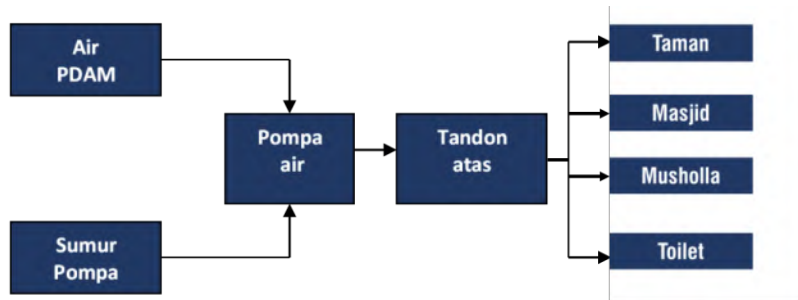 Air
PDAM
Sumur
Pompa
Pompa
air
Tandon
atas
Taman
Masjid
Musholla
Toilet